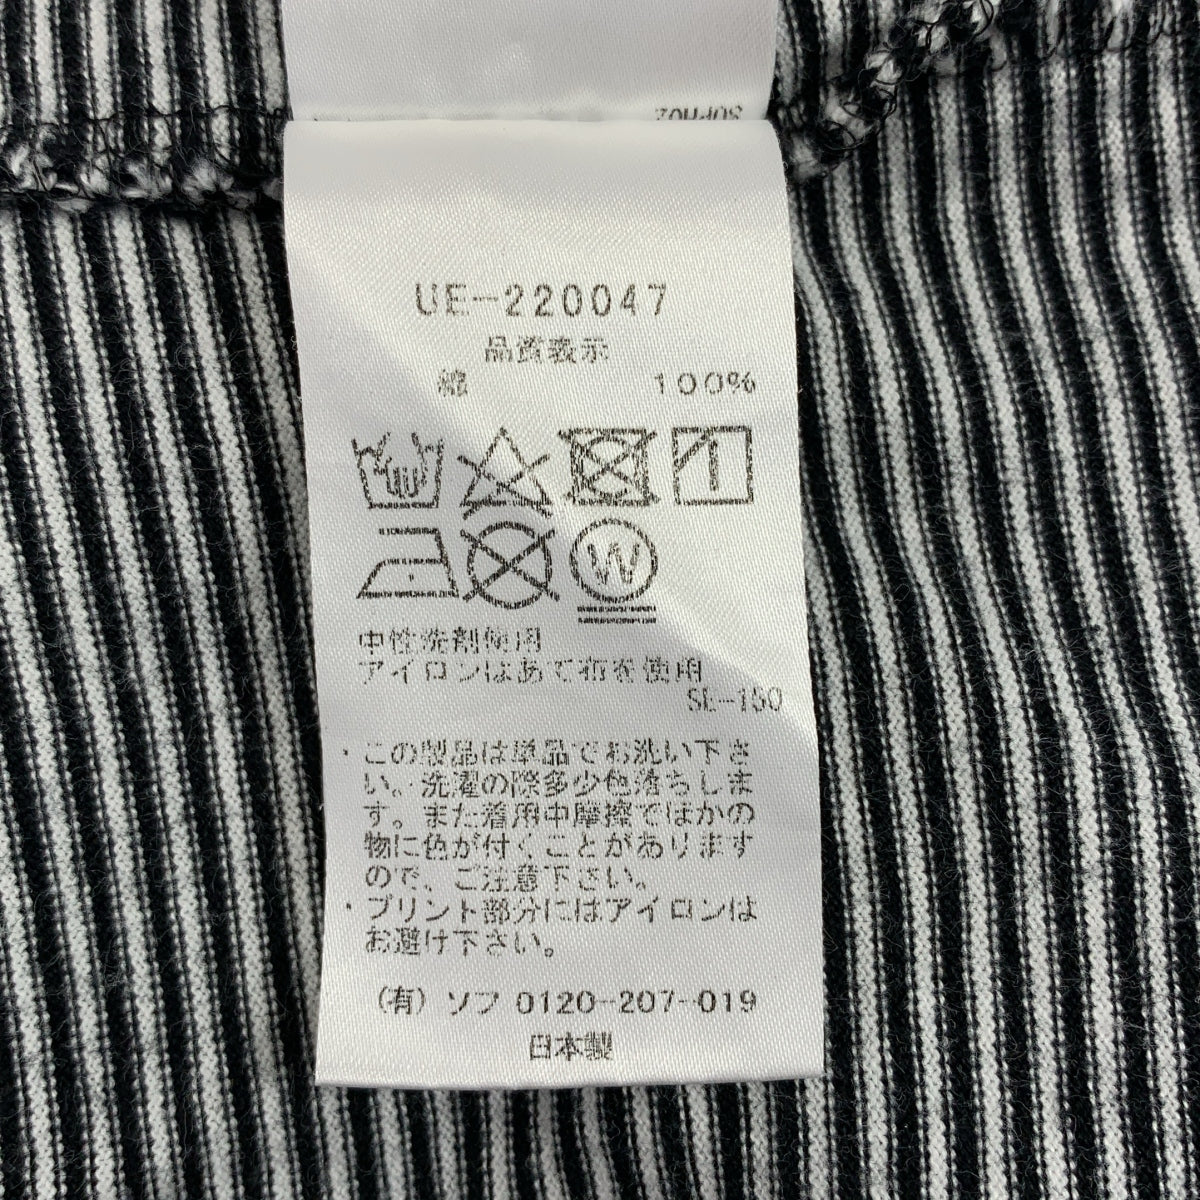 UE-220047
品質表示
綿 100%
W
中性洗剤使用
アイロンはあて布を使用
SE-150
・この製品は単品でお洗い下さ
い。洗濯の際多少色落ちしま
す。また着用中摩擦でほかの
物に色が付くことがあります
ので、ご注意下さい。
・プリント部分にはアイロンは
お避け下さい。
(有)ソフ 0120-207-019
日本製